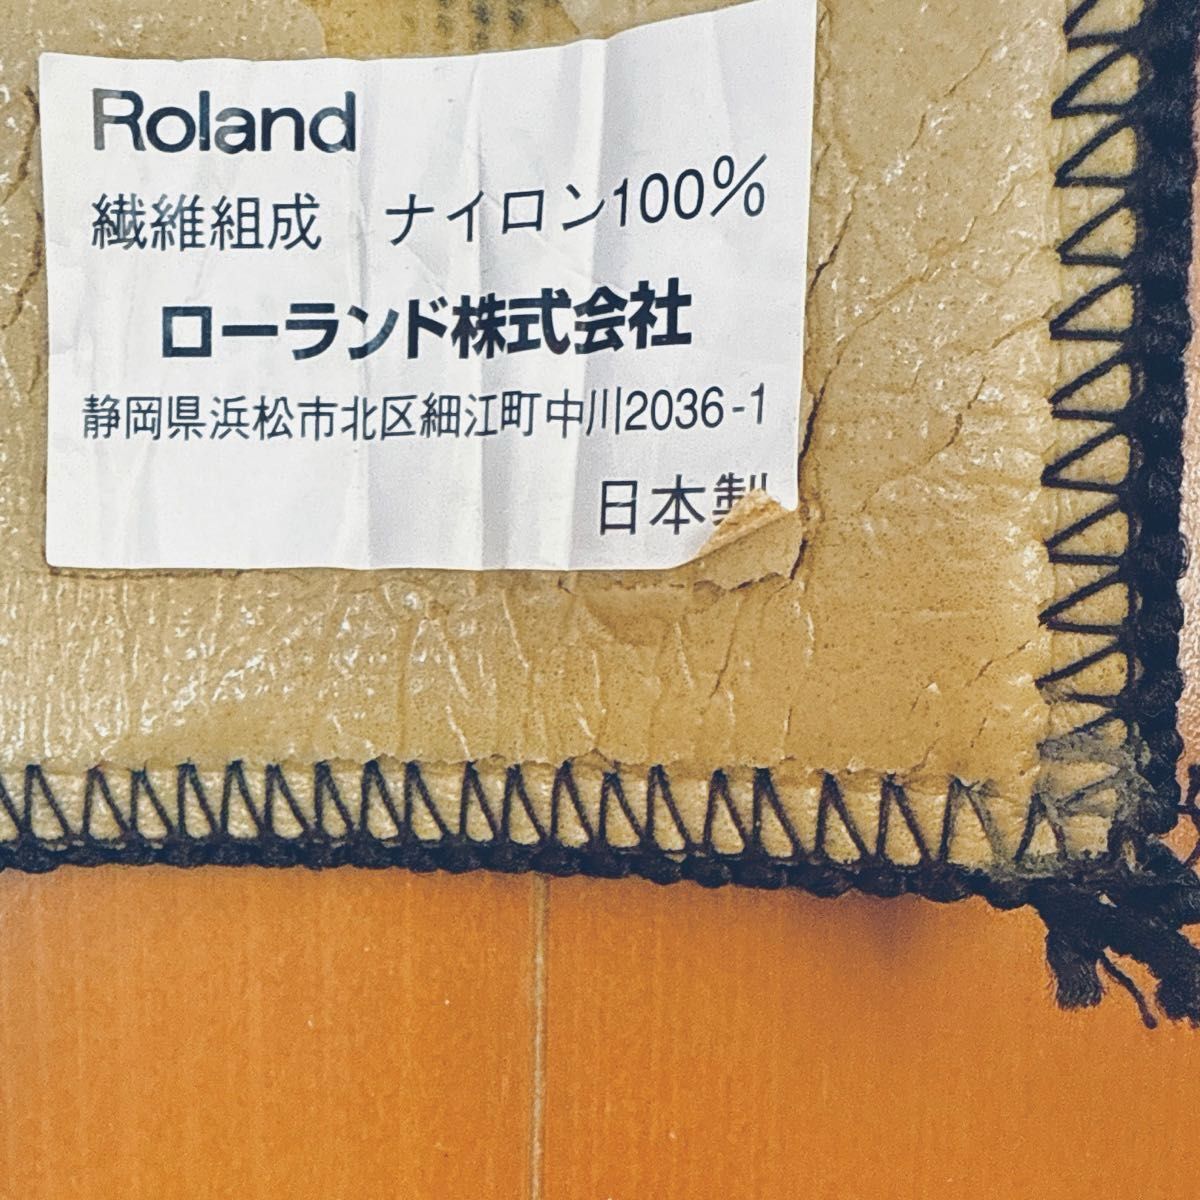 Roland
繊維組成　ナイロン100%
ローランド株式会社
静岡県浜松市北区細江町中川2036-1
日本製